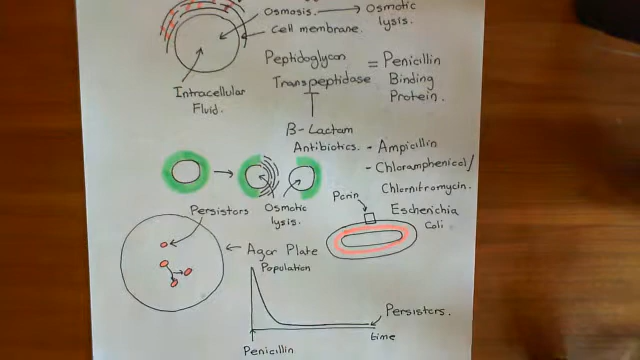 Osmosis. → Osmotic
lysis.
Cell membrane.
Peptidoglycan
Transpeptidase
= Penicillin
Binding
Protein.
Intracellular
Fluid.
β-Lactam
Antibiotics.
- Ampicillin
- Chloramphenicol/
Chlornitromycin.
Persistors
Osmotic
lysis.
Porin
Escherichia
Coli
Agar Plate
Population
Persistors.
time
Penicillin